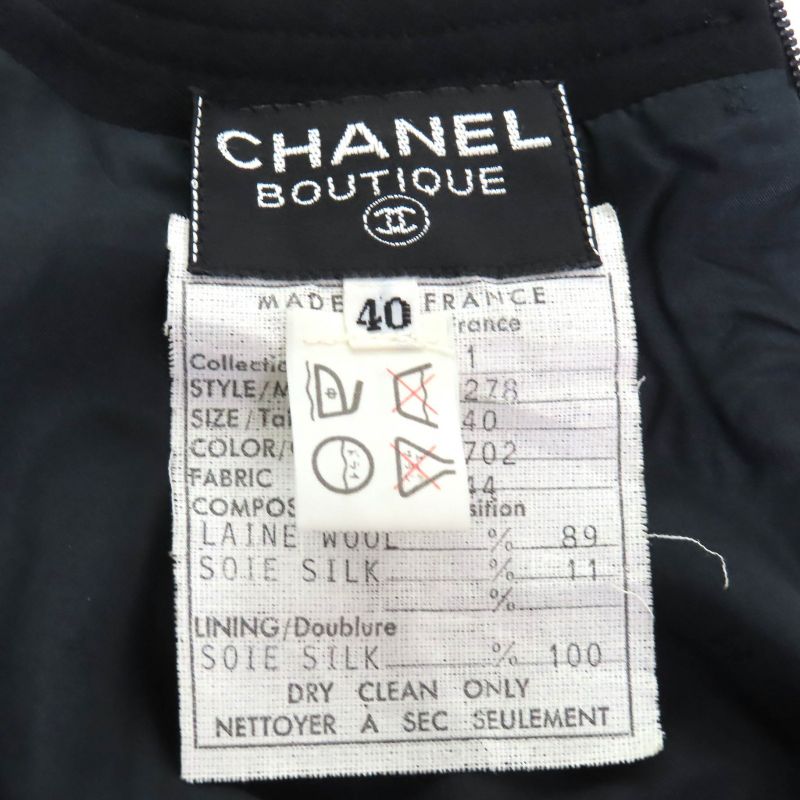 CHANEL
BOUTIQUE
MADE FRANCE
40
rance
Collectio 1
STYLE/M 278
SIZE/Tai 40
COLOR/ 702
FABRIC 44
COMPOS sition
LAINE WOOL % 89
SOIE SILK % 11
%
LINING/Doublure
SOIE SILK % 100
DRY CLEAN ONLY
NETTOYER A SEC SEULEMENT